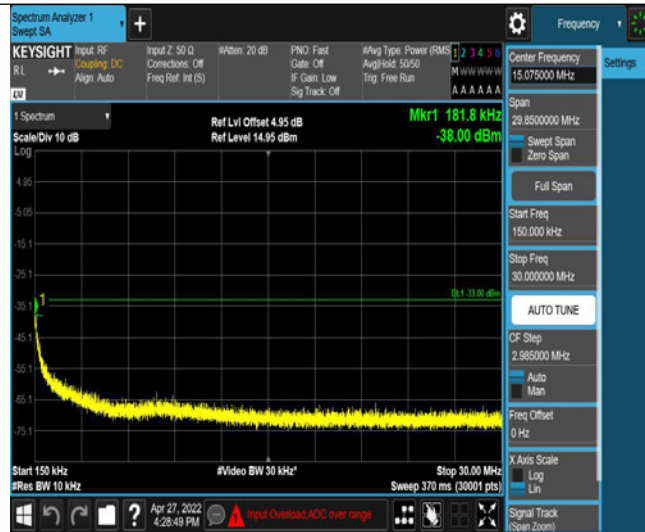 Spectrum Analyzer 1
Swept SA
Frequency
KEYSIGHT
RL
LNI
Input: RF
Coupling: DC
Align: Auto
Input Z: 50 Ω
Corrections: Off
Freq Ref: Int (S)
#Atten: 20 dB
PNO: Fast
Gate: Off
IF Gain: Low
Sig Track: Off
#Avg Type: Power (RMS
Avg|Hold: 50/50
Trig: Free Run
1 2 3 4 5 6
M W W W W W
A A A A A A
1 Spectrum
Scale/Div 10 dB
Log
Ref Lvl Offset 4.95 dB
Ref Level 14.95 dBm
Mkr1 181.8 kHz
-38.00 dBm
4.95
-5.05
-15.1
-25.1
DL1 -33.00 dBm
1
-35.1
-45.1
-55.1
-65.1
-75.1
Start 150 kHz
#Res BW 10 kHz
#Video BW 30 kHz*
Stop 30.00 MHz
Sweep 370 ms (30001 pts)
Apr 27, 2022
4:28:49 PM
Input Overload;ADC over range
Center Frequency
15.075000 MHz
Settings
Span
29.8500000 MHz
Swept Span
Zero Span
Full Span
Start Freq
150.000 kHz
Stop Freq
30.000000 MHz
AUTO TUNE
CF Step
2.985000 MHz
Auto
Man
Freq Offset
0 Hz
X Axis Scale
Log
Lin
Signal Track
(Span Zoom)